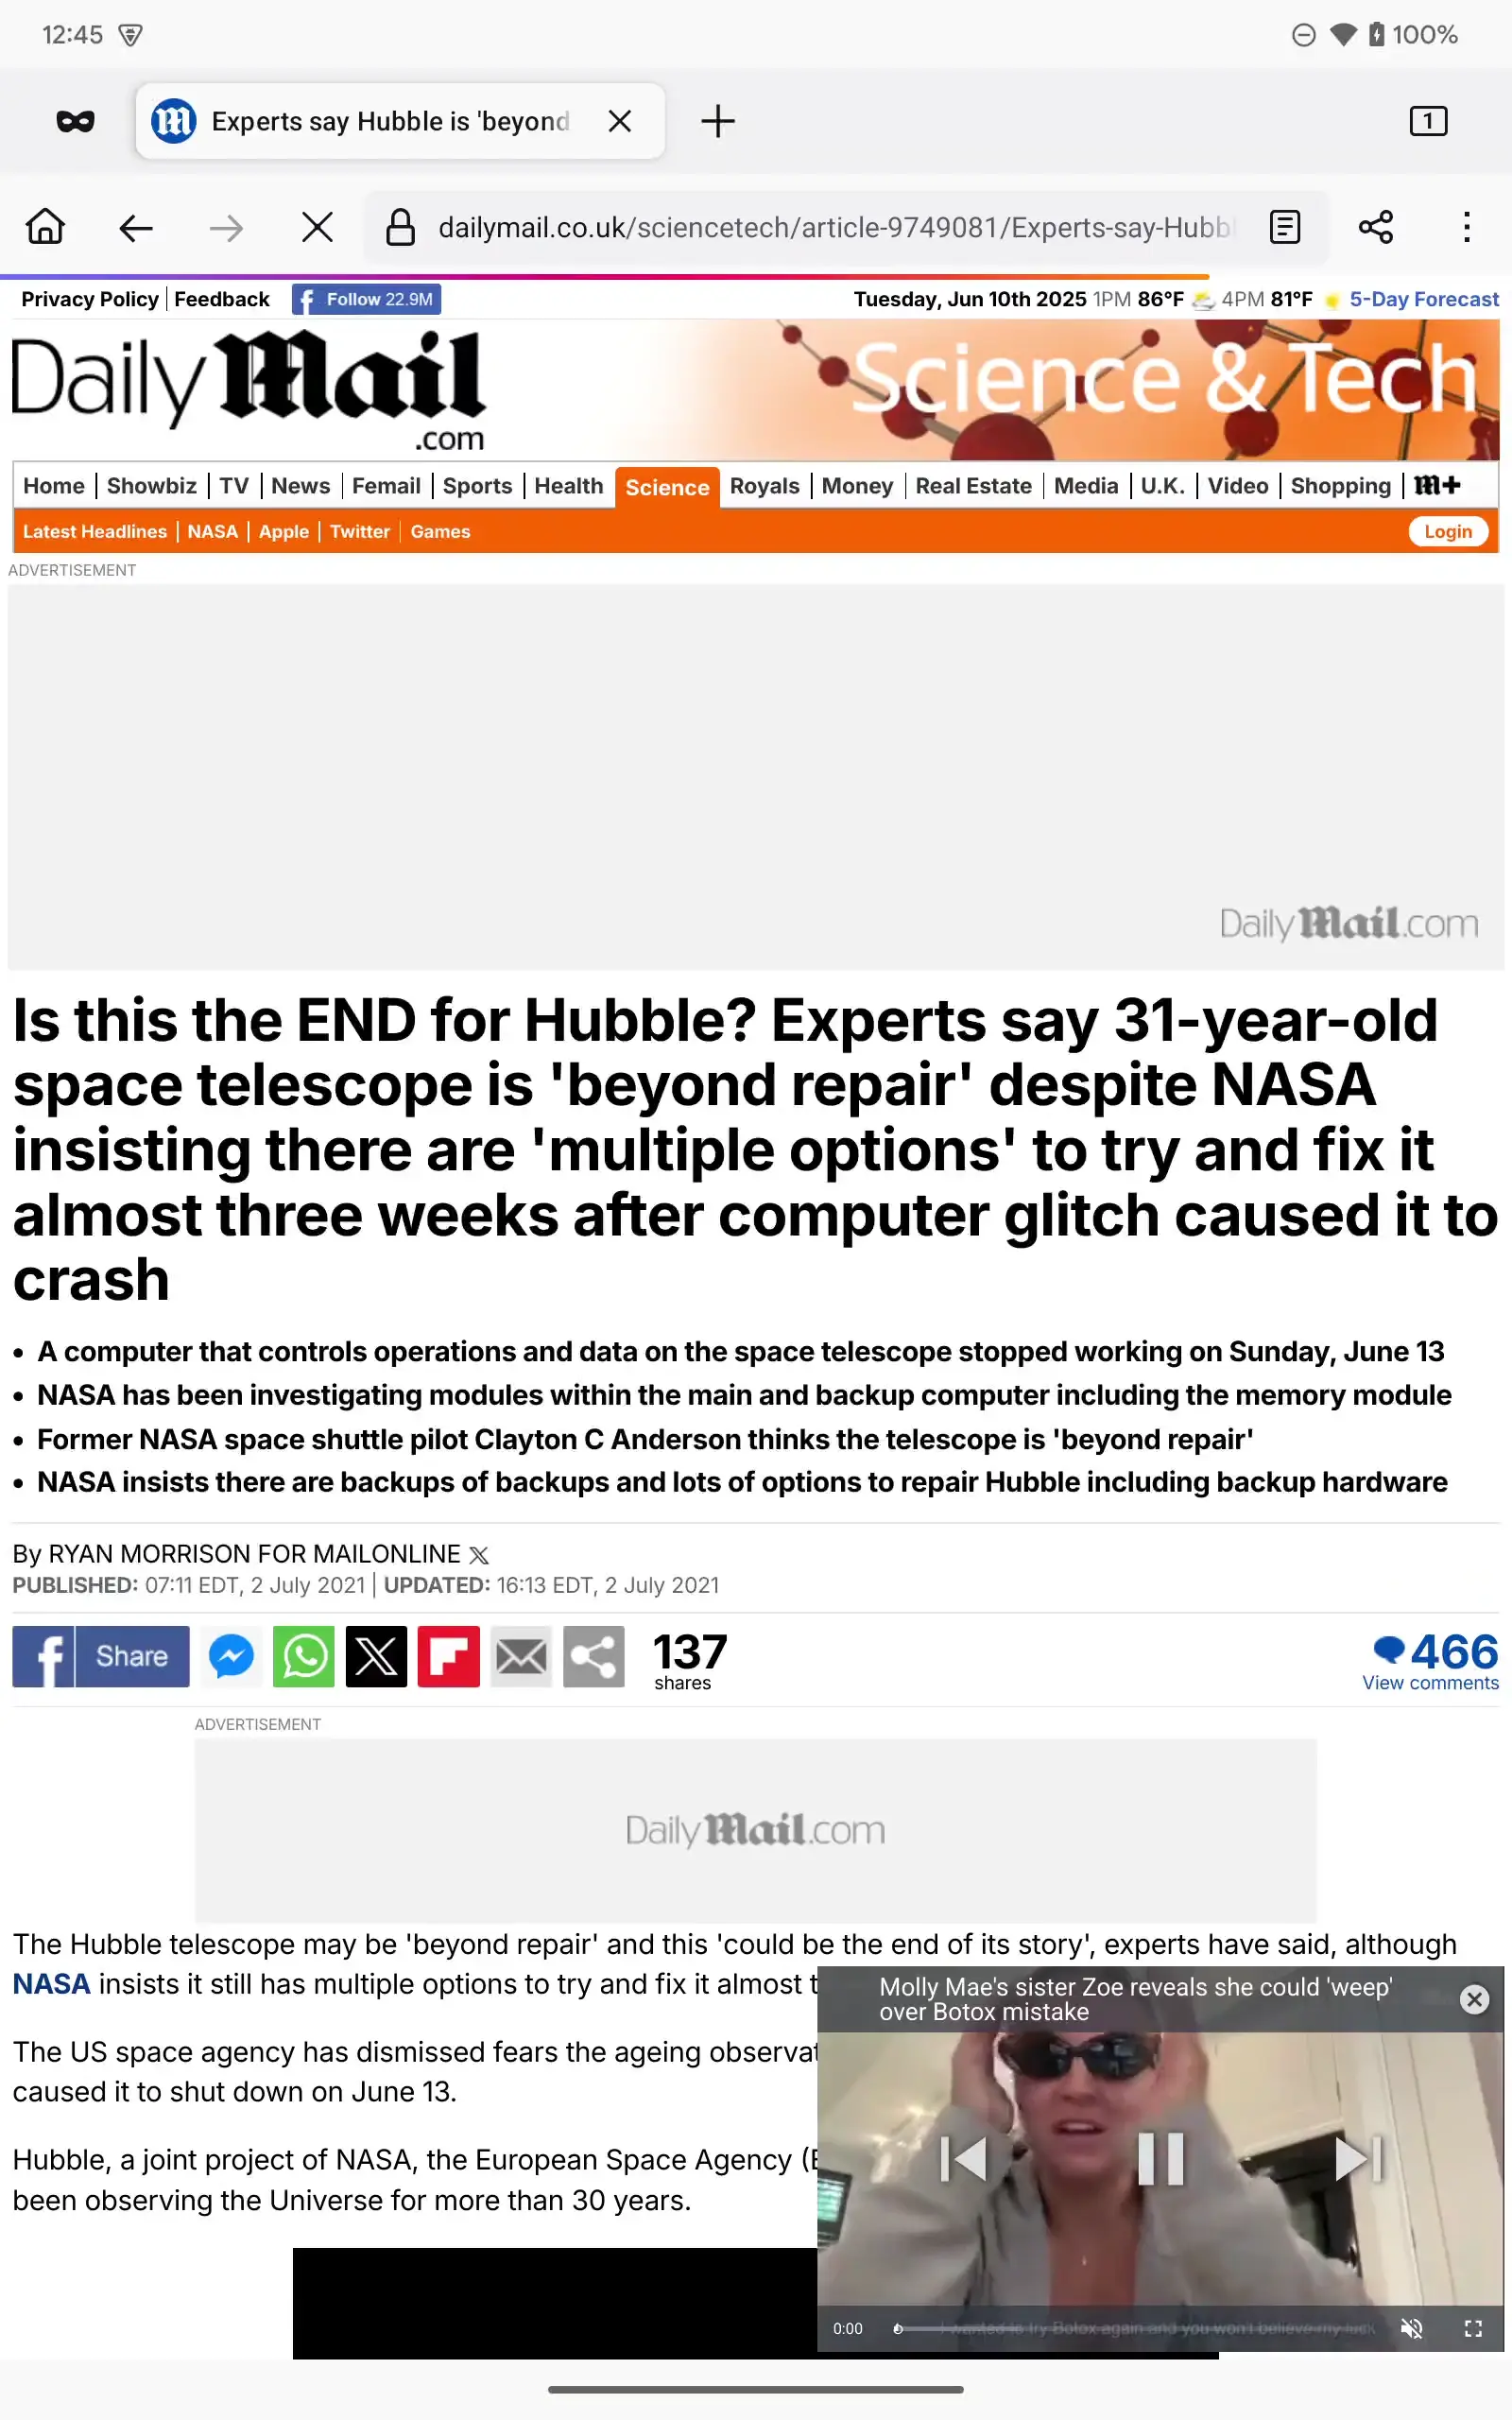 12:45
100%
Experts say Hubble is 'beyond
1
dailymail.co.uk/sciencetech/article-9749081/Experts-say-Hubbl
Privacy Policy | Feedback f Follow 22.9M Tuesday, Jun 10th 2025 1PM 86°F 4PM 81°F 5-Day Forecast
Daily Mail
.com
Science & Tech
Home | Showbiz | TV | News | Femail | Sports | Health Science Royals | Money | Real Estate | Media | U.K. | Video | Shopping | m+
Latest Headlines | NASA | Apple | Twitter | Games Login
ADVERTISEMENT
Daily Mail.com
Is this the END for Hubble? Experts say 31-year-old
space telescope is 'beyond repair' despite NASA
insisting there are 'multiple options' to try and fix it
almost three weeks after computer glitch caused it to
crash
• A computer that controls operations and data on the space telescope stopped working on Sunday, June 13
• NASA has been investigating modules within the main and backup computer including the memory module
• Former NASA space shuttle pilot Clayton C Anderson thinks the telescope is 'beyond repair'
• NASA insists there are backups of backups and lots of options to repair Hubble including backup hardware
By RYAN MORRISON FOR MAILONLINE
PUBLISHED: 07:11 EDT, 2 July 2021 | UPDATED: 16:13 EDT, 2 July 2021
f Share
137
shares
466
View comments
ADVERTISEMENT
Daily Mail.com
The Hubble telescope may be 'beyond repair' and this 'could be the end of its story', experts have said, although
NASA insists it still has multiple options to try and fix it almost t
The US space agency has dismissed fears the ageing observat
caused it to shut down on June 13.
Hubble, a joint project of NASA, the European Space Agency (E
been observing the Universe for more than 30 years.
Molly Mae's sister Zoe reveals she could 'weep'
over Botox mistake
0:00
I wanted to try Botox again and you won't believe my luck